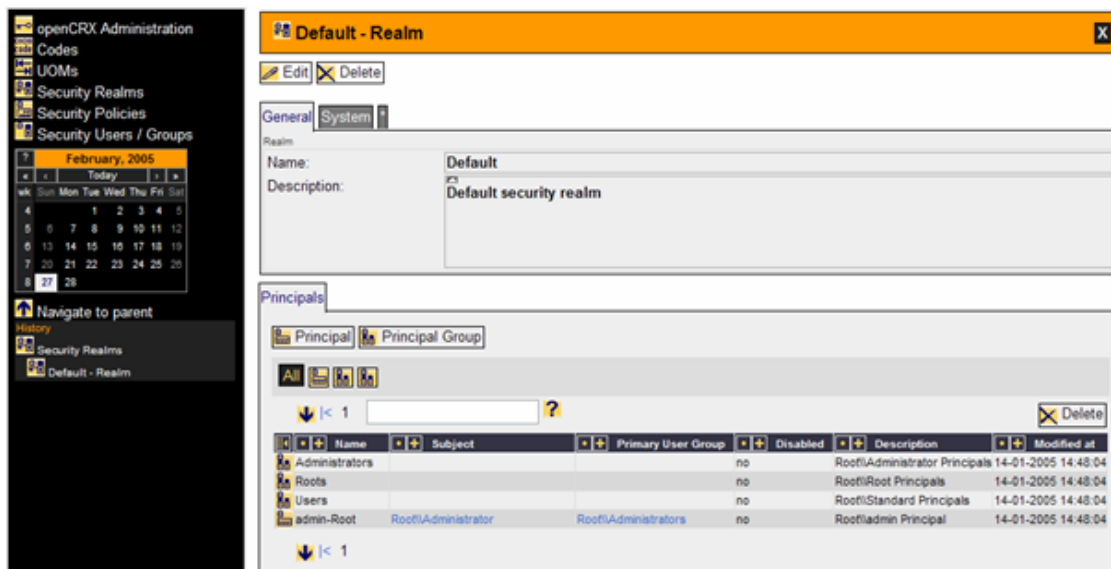 openCRX Administration
Codes
UOMs
Security Realms
Security Policies
Security Users / Groups
? February, 2005
« ‹ Today › »
wk Sun Mon Tue Wed Thu Fri Sat
4 1 2 3 4 5
5 6 7 8 9 10 11 12
6 13 14 15 16 17 18 19
7 20 21 22 23 24 25 26
8 27 28
Navigate to parent
History
Security Realms
Default - Realm
Default - Realm X
Edit Delete
General System *
Realm
Name: Default
Description: Default security realm
Principals
Principal Principal Group
All
|< 1 ? Delete
Name Subject Primary User Group Disabled Description Modified at
Administrators no Root\\Administrator Principals 14-01-2005 14:48:04
Roots no Root\\Root Principals 14-01-2005 14:48:04
Users no Root\\Standard Principals 14-01-2005 14:48:04
admin-Root Root\\Administrator Root\\Administrators no Root\\admin Principal 14-01-2005 14:48:04
|< 1